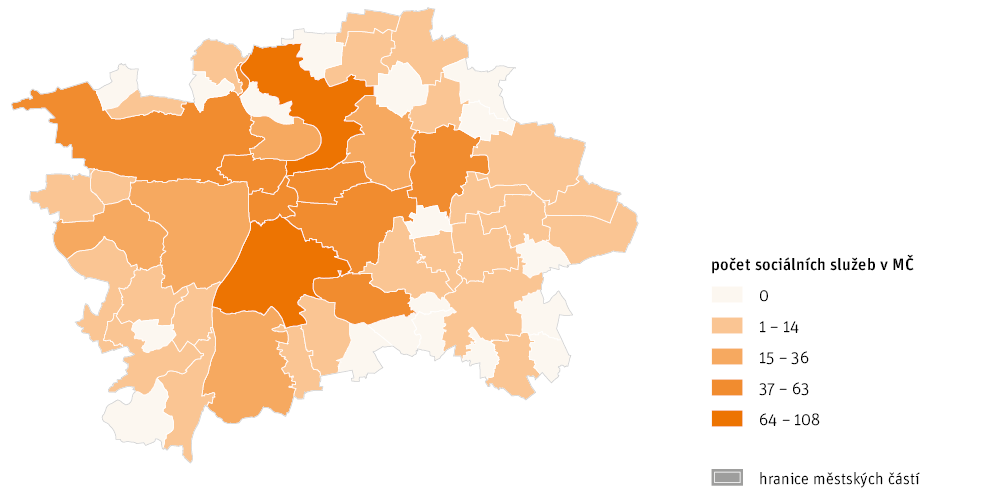 počet sociálních služeb v MČ
0
1 – 14
15 – 36
37 – 63
64 – 108
hranice městských částí